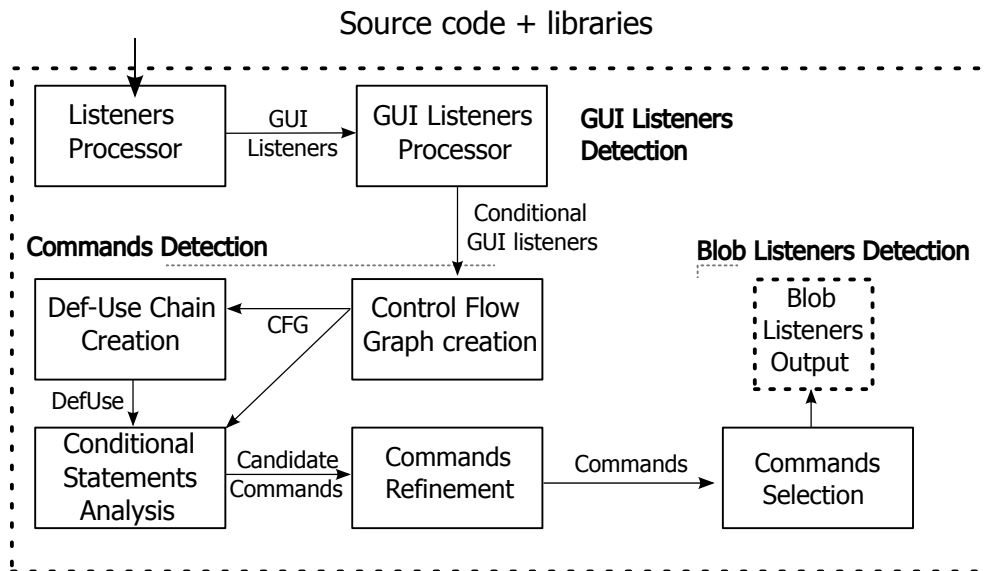 Source code + libraries
Listeners
Processor
GUI
Listeners
GUI Listeners
Processor
GUI Listeners
Detection
Conditional
GUI listeners
Commands Detection
Blob Listeners Detection
Def-Use Chain
Creation
CFG
Control Flow
Graph creation
Blob
Listeners
Output
DefUse
Conditional
Statements
Analysis
Candidate
Commands
Commands
Refinement
Commands
Commands
Selection